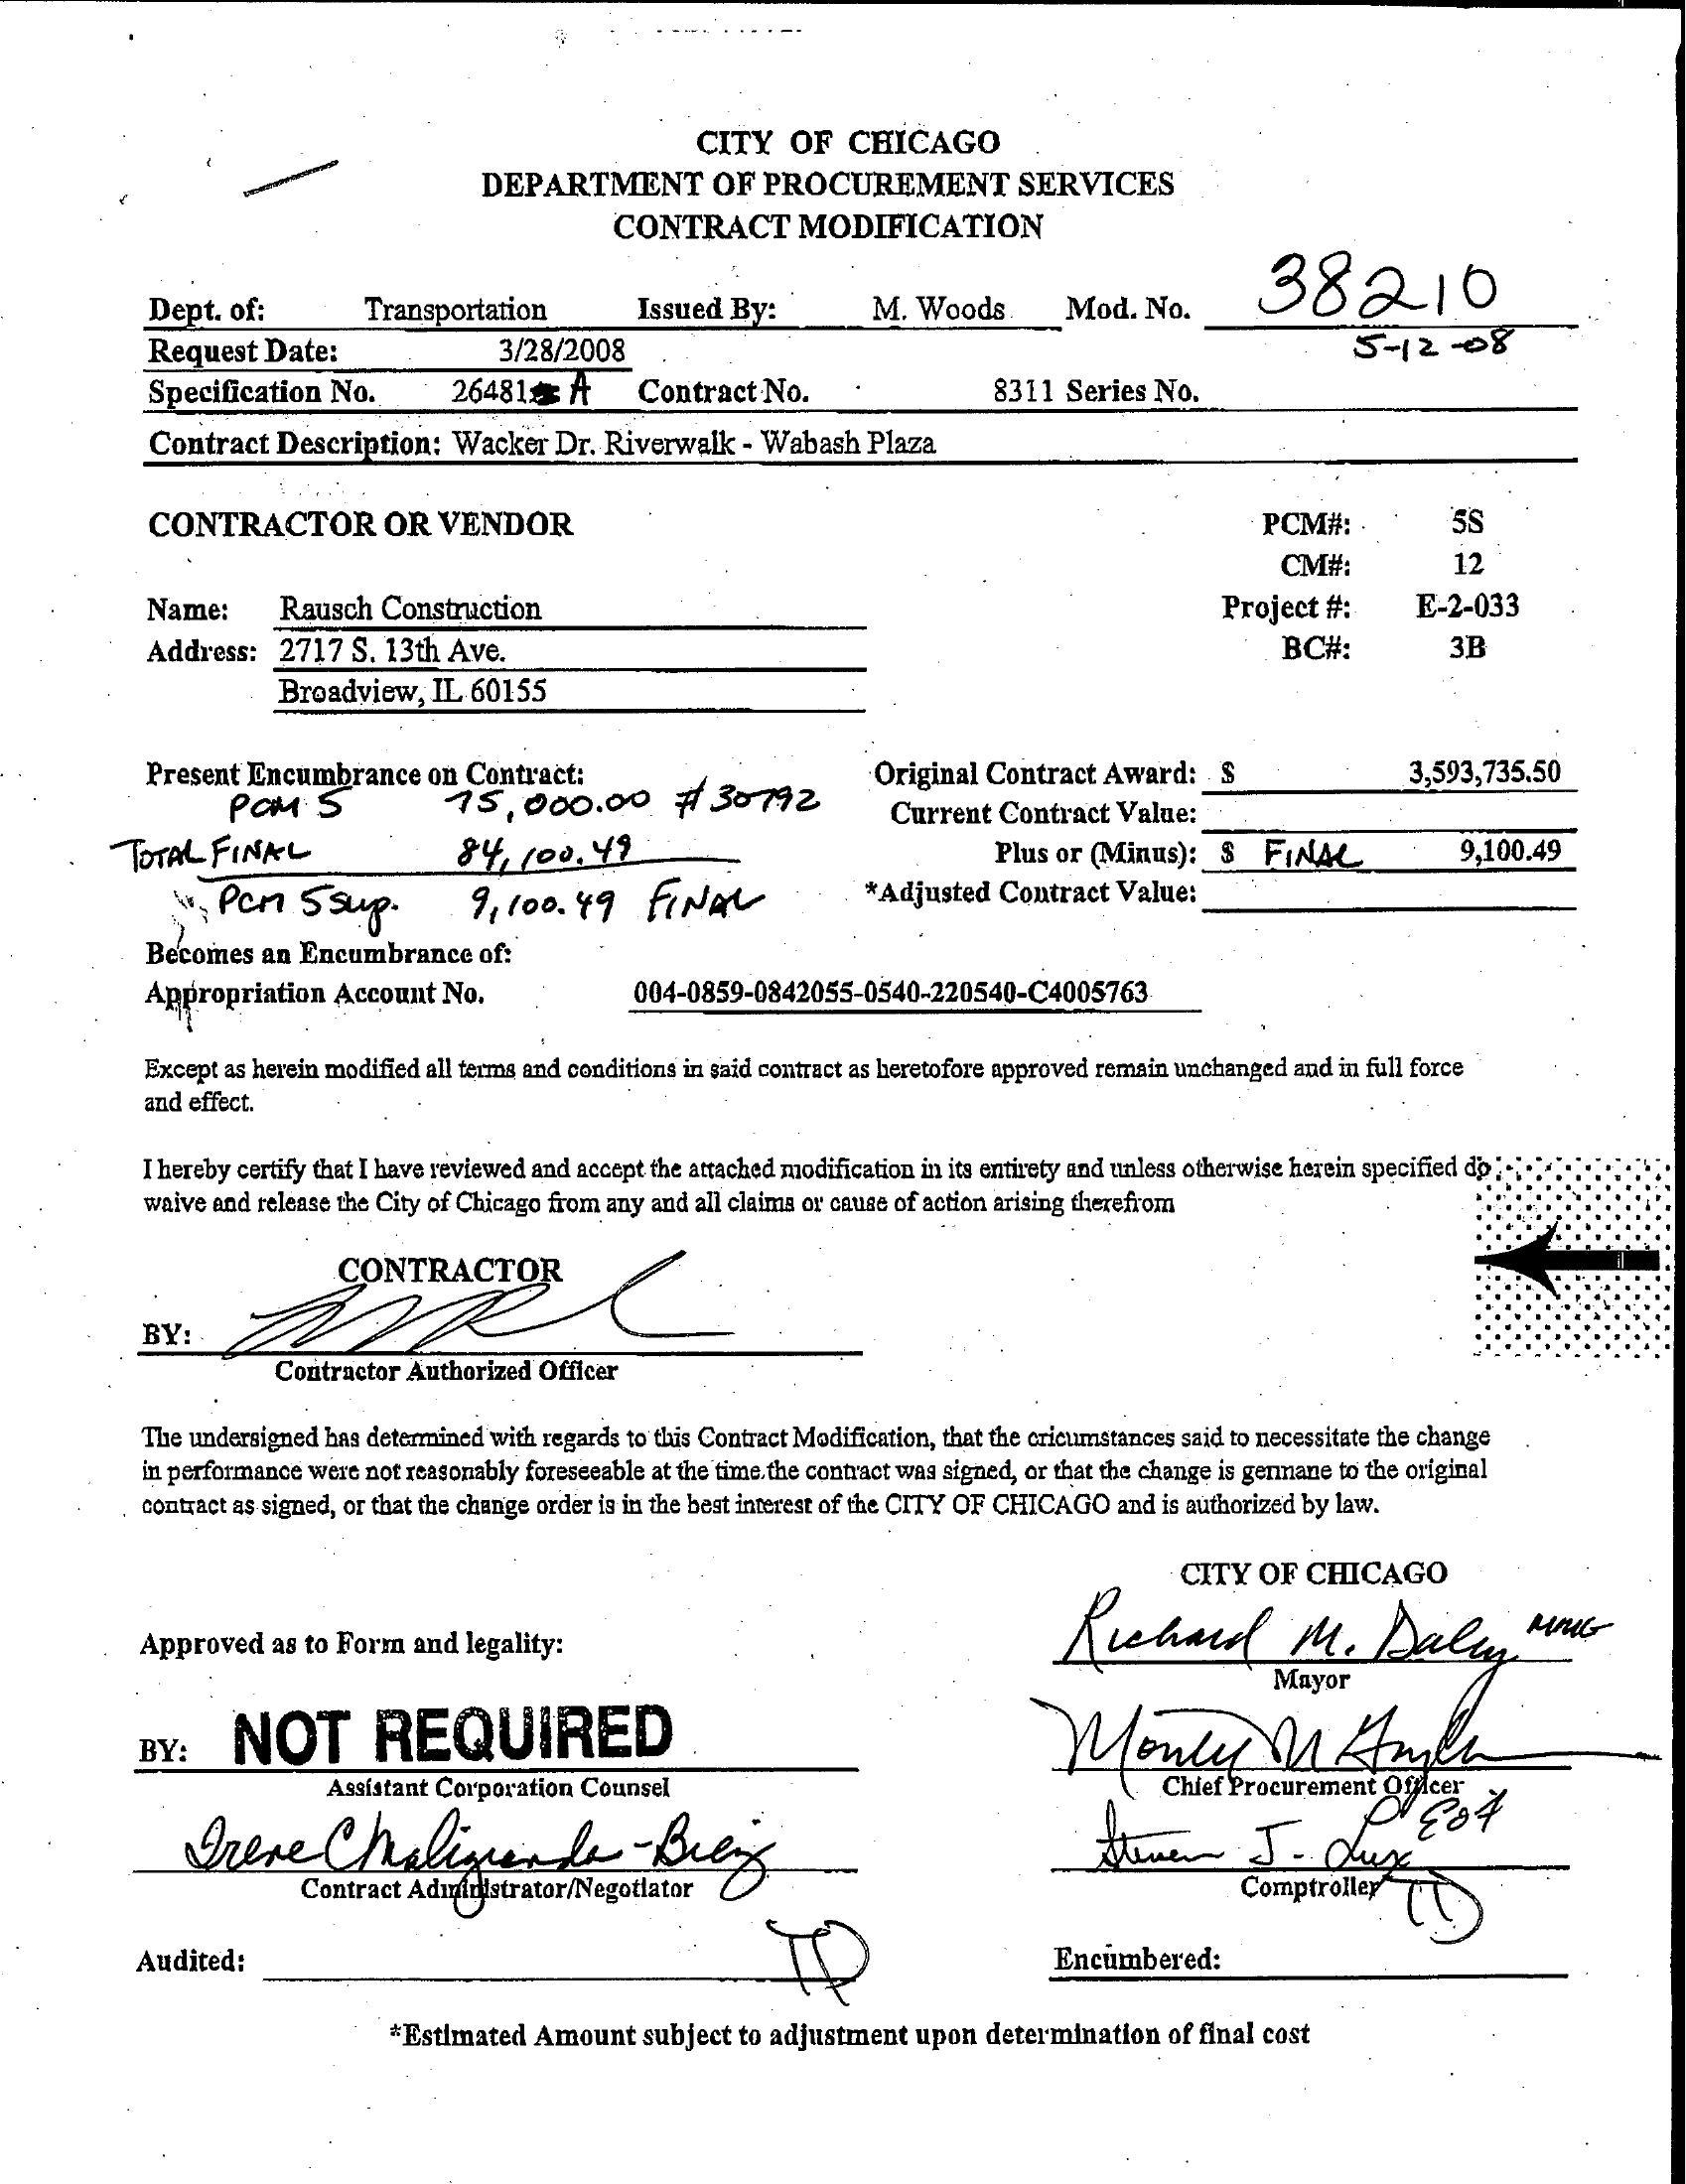 CITY OF CHICAGO
DEPARTMENT OF PROCUREMENT SERVICES
CONTRACT MODIFICATION
Dept. of: Transportation Issued By: M. Woods Mod. No. 38210
Request Date: 3/28/2008 5-12-08
Specification No. 26481 A Contract No. 8311 Series No.
Contract Description: Wacker Dr. Riverwalk - Wabash Plaza
CONTRACTOR OR VENDOR PCM#: 5S
CM#: 12
Name: Rausch Construction Project #: E-2-033
Address: 2717 S. 13th Ave. BC#: 3B
Broadview, IL 60155
Present Encumbrance on Contract: Original Contract Award: $ 3,593,735.50
PCM 5 75,000.00 # 30792 Current Contract Value:
TOTAL FINAL 84,100.49 Plus or (Minus): $ FINAL 9,100.49
PCM 5 sup. 9,100.49 FINAL *Adjusted Contract Value:
Becomes an Encumbrance of:
Appropriation Account No. 004-0859-0842055-0540-220540-C4005763
Except as herein modified all terms and conditions in said contract as heretofore approved remain unchanged and in full force
and effect.
I hereby certify that I have reviewed and accept the attached modification in its entirety and unless otherwise herein specified do
waive and release the City of Chicago from any and all claims or cause of action arising therefrom
CONTRACTOR
BY:
Contractor Authorized Officer
The undersigned has determined with regards to this Contract Modification, that the cricumstances said to necessitate the change
in performance were not reasonably foreseeable at the time the contract was signed, or that the change is gennane to the original
contract as signed, or that the change order is in the best interest of the CITY OF CHICAGO and is authorized by law.
CITY OF CHICAGO
Approved as to Form and legality: Richard M. Daley
Mayor
BY: NOT REQUIRED
Assistant Corporation Counsel Chief Procurement Officer
Irene Steven J. Lux
Contract Administrator/Negotiator Comptroller
TD
Audited: TD Encumbered:
*Estimated Amount subject to adjustment upon determination of final cost